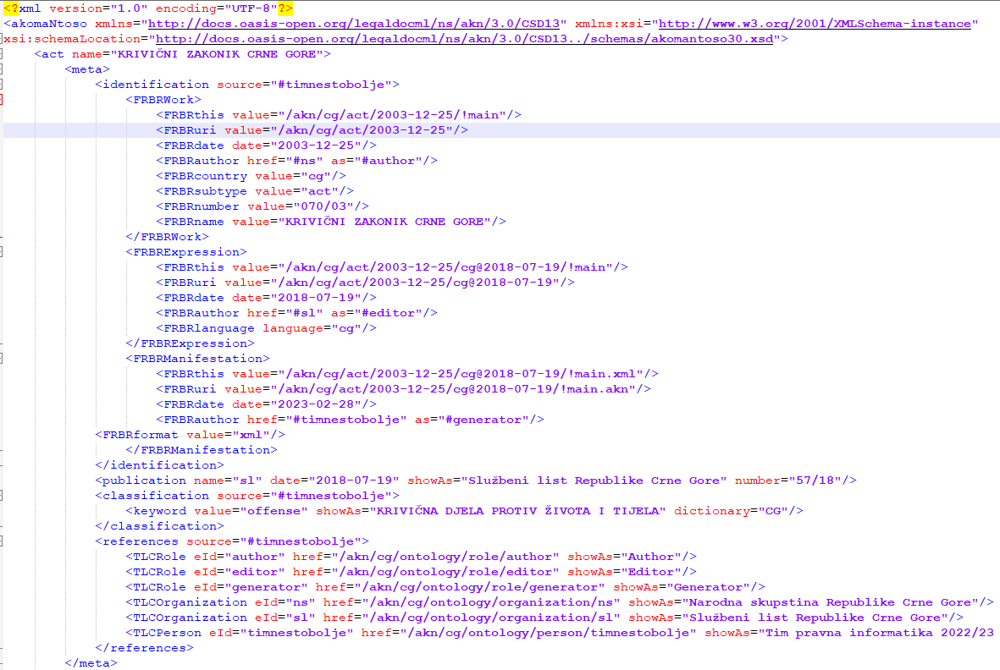 <?xml version="1.0" encoding="UTF-8"?>
<akomaNtoso xmlns="http://docs.oasis-open.org/legaldocml/ns/akn/3.0/CSD13" xmlns:xsi="http://www.w3.org/2001/XMLSchema-instance"
xsi:schemaLocation="http://docs.oasis-open.org/legaldocml/ns/akn/3.0/CSD13../schemas/akomantoso30.xsd">
<act name="KRIVIČNI ZAKONIK CRNE GORE">
<meta>
<identification source="#timnestobolje">
<FRBRWork>
<FRBRthis value="/akn/cg/act/2003-12-25/!main"/>
<FRBRuri value="/akn/cg/act/2003-12-25"/>
<FRBRdate date="2003-12-25"/>
<FRBRauthor href="#ns" as="#author"/>
<FRBRcountry value="cg"/>
<FRBRsubtype value="act"/>
<FRBRnumber value="070/03"/>
<FRBRname value="KRIVIČNI ZAKONIK CRNE GORE"/>
</FRBRWork>
<FRBRExpression>
<FRBRthis value="/akn/cg/act/2003-12-25/cg@2018-07-19/!main"/>
<FRBRuri value="/akn/cg/act/2003-12-25/cg@2018-07-19"/>
<FRBRdate date="2018-07-19"/>
<FRBRauthor href="#sl" as="#editor"/>
<FRBRlanguage language="cg"/>
</FRBRExpression>
<FRBRManifestation>
<FRBRthis value="/akn/cg/act/2003-12-25/cg@2018-07-19/!main.xml"/>
<FRBRuri value="/akn/cg/act/2003-12-25/cg@2018-07-19/!main.akn"/>
<FRBRdate date="2023-02-28"/>
<FRBRauthor href="#timnestobolje" as="#generator"/>
<FRBRformat value="xml"/>
</FRBRManifestation>
</identification>
<publication name="sl" date="2018-07-19" showAs="Službeni list Republike Crne Gore" number="57/18"/>
<classification source="#timnestobolje">
<keyword value="offense" showAs="KRIVIČNA DJELA PROTIV ŽIVOTA I TIJELA" dictionary="CG"/>
</classification>
<references source="#timnestobolje">
<TLCRole eId="author" href="/akn/cg/ontology/role/author" showAs="Author"/>
<TLCRole eId="editor" href="/akn/cg/ontology/role/editor" showAs="Editor"/>
<TLCRole eId="generator" href="/akn/cg/ontology/role/generator" showAs="Generator"/>
<TLCOrganization eId="ns" href="/akn/cg/ontology/organization/ns" showAs="Narodna skupstina Republike Crne Gore"/>
<TLCOrganization eId="sl" href="/akn/cg/ontology/organization/sl" showAs="Službeni list Republike Crne Gore"/>
<TLCPerson eId="timnestobolje" href="/akn/cg/ontology/person/timnestobolje" showAs="Tim pravna informatika 2022/23
</references>
</meta>